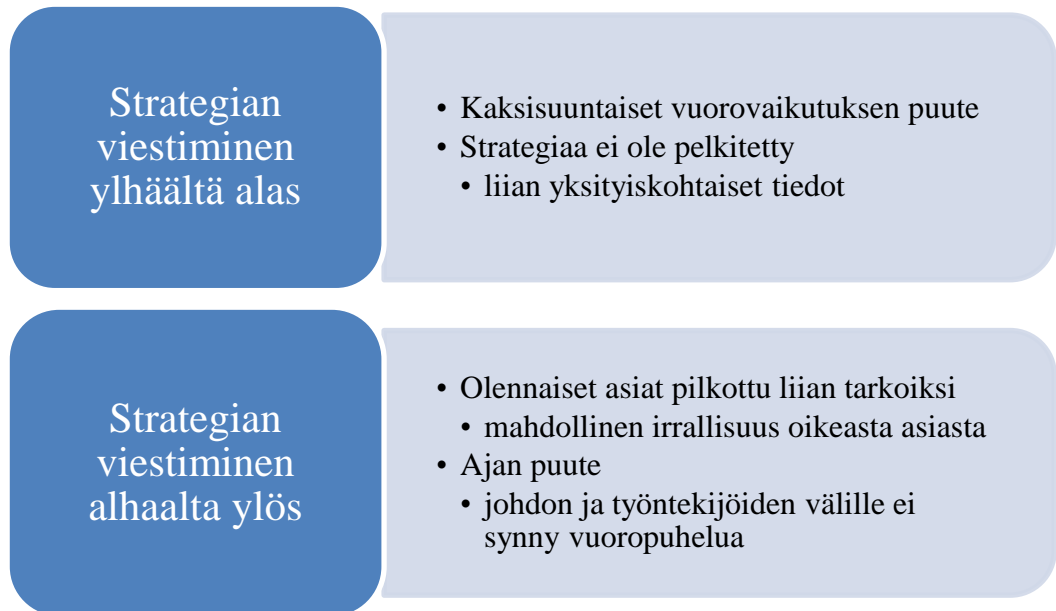 Strategian
viestiminen
ylhäältä alas
• Kaksisuuntaiset vuorovaikutuksen puute
• Strategiaa ei ole pelkitetty
• liian yksityiskohtaiset tiedot
Strategian
viestiminen
alhaalta ylös
• Olennaiset asiat pilkottu liian tarkoiksi
• mahdollinen irrallisuus oikeasta asiasta
• Ajan puute
• johdon ja työntekijöiden välille ei
synny vuoropuhelua